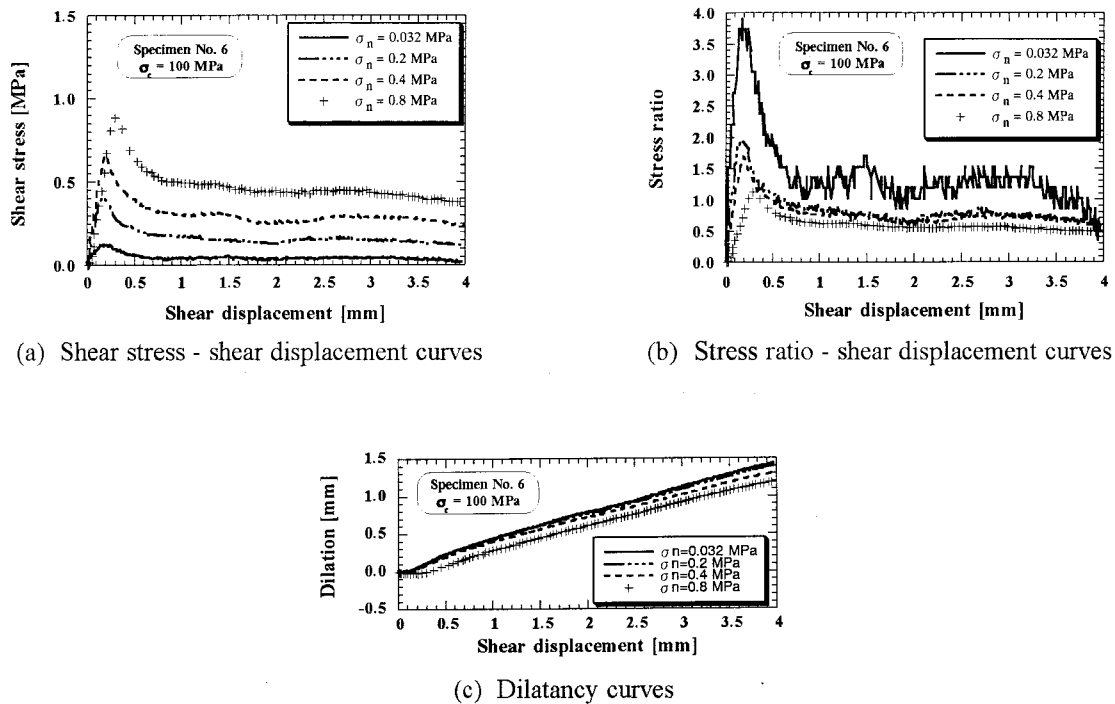 1.5
1.0
0.5
0.0
Shear stress [MPa]
Specimen No. 6
σc = 100 MPa
σn = 0.032 MPa
σn = 0.2 MPa
σn = 0.4 MPa
σn = 0.8 MPa
0 0.5 1 1.5 2 2.5 3 3.5 4
Shear displacement [mm]
(a) Shear stress - shear displacement curves
4.0
3.5
3.0
2.5
2.0
1.5
1.0
0.5
0.0
Stress ratio
Specimen No. 6
σc = 100 MPa
σn = 0.032 MPa
σn = 0.2 MPa
σn = 0.4 MPa
σn = 0.8 MPa
0 0.5 1 1.5 2 2.5 3 3.5 4
Shear displacement [mm]
(b) Stress ratio - shear displacement curves
1.5
1.0
0.5
0.0
-0.5
Dilation [mm]
Specimen No. 6
σc = 100 MPa
σn=0.032 MPa
σn=0.2 MPa
σn=0.4 MPa
σn=0.8 MPa
0 0.5 1 1.5 2 2.5 3 3.5 4
Shear displacement [mm]
(c) Dilatancy curves